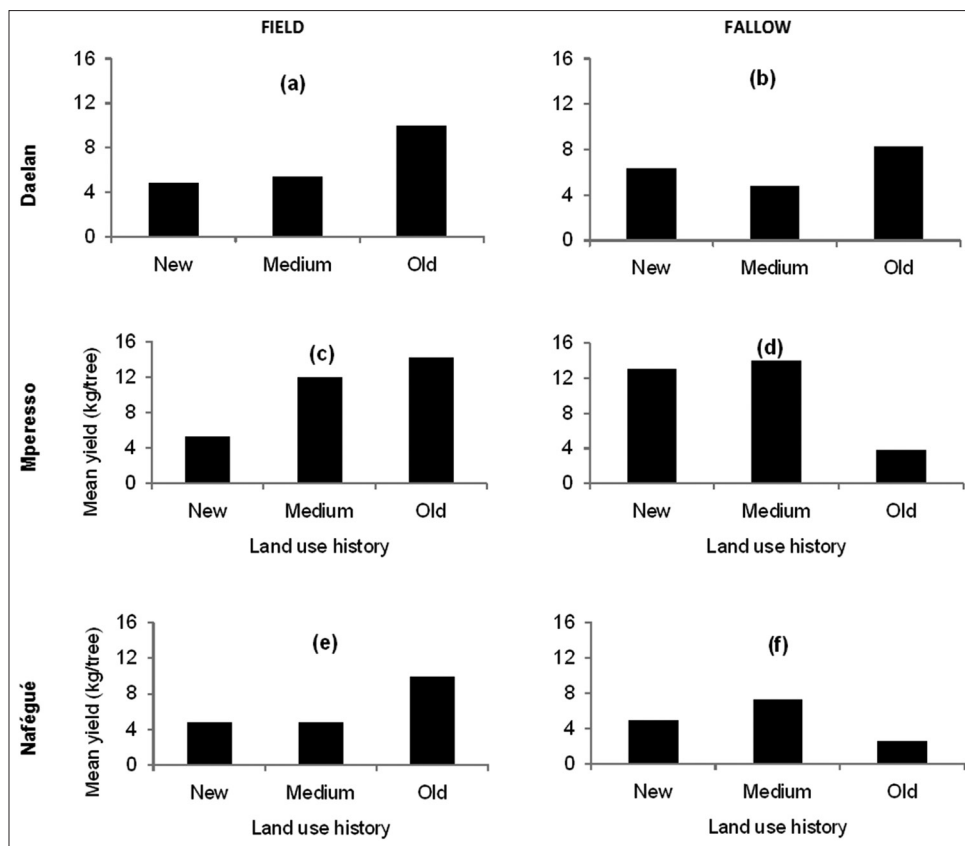 FIELD
FALLOW
Daelan
(a)
16
12
8
4
0
New Medium Old
(b)
16
12
8
4
0
New Medium Old
Mperesso
Mean yield (kg/tree)
(c)
16
12
8
4
0
New Medium Old
Land use history
(d)
16
12
8
4
0
New Medium Old
Land use history
Nafégué
Mean yield (kg/tree)
(e)
16
12
8
4
0
New Medium Old
Land use history
(f)
16
12
8
4
0
New Medium Old
Land use history